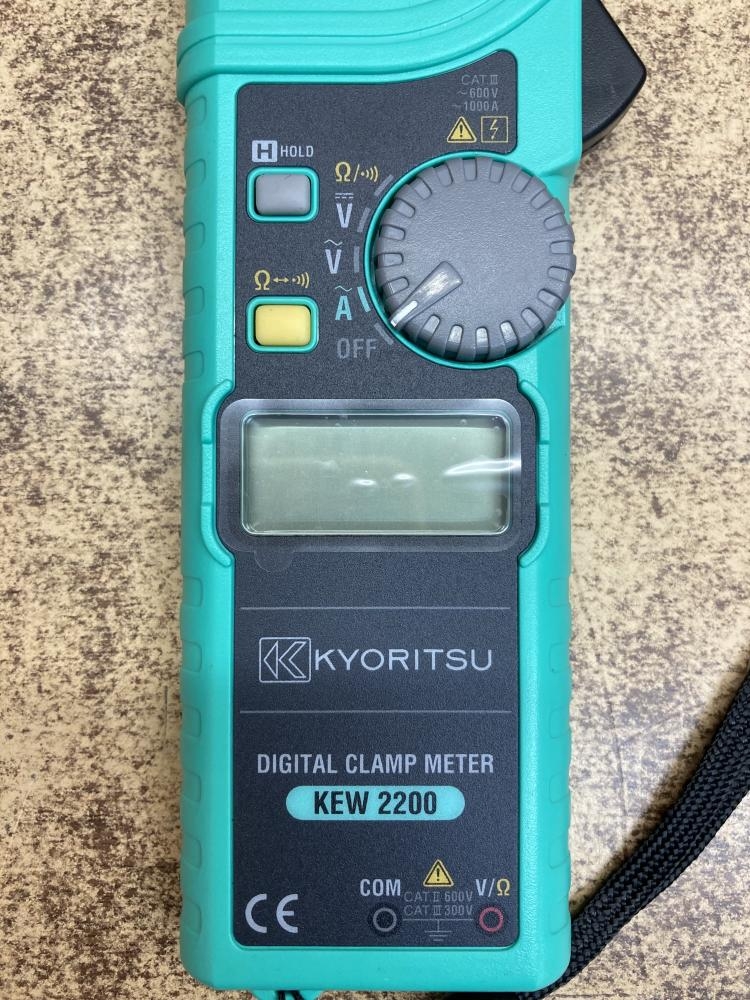 CAT.Ⅲ
~600V
~1000A
H HOLD
Ω/•)))
V
Ω↔•)))
~
V
~
A
OFF
KYORITSU
DIGITAL CLAMP METER
KEW 2200
COM
V/Ω
CAT.Ⅱ 600V
CAT.Ⅲ 300V
CE